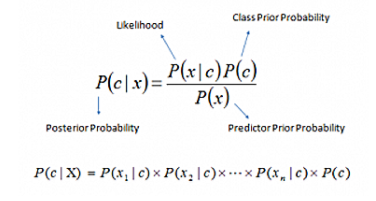 Likelihood
Class Prior Probability
P(c | x) = P(x | c)P(c) / P(x)
Posterior Probability
Predictor Prior Probability
P(c | X) = P(x₁ | c) × P(x₂ | c) × ⋯ × P(xₙ | c) × P(c)